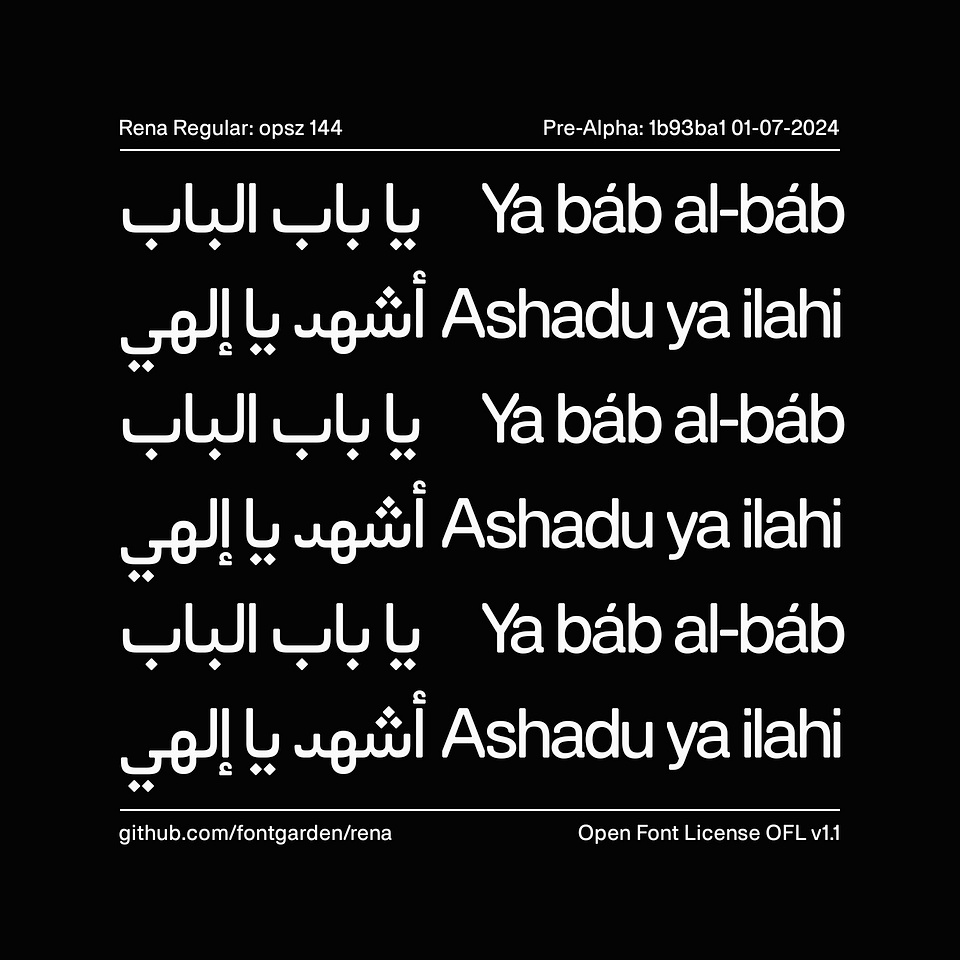 Rena Regular: opsz 144 Pre-Alpha: 1b93ba1 01-07-2024
يا باب الباب Ya báb al-báb
أشهد يا إلهي Ashadu ya ilahi
يا باب الباب Ya báb al-báb
أشهد يا إلهي Ashadu ya ilahi
يا باب الباب Ya báb al-báb
أشهد يا إلهي Ashadu ya ilahi
github.com/fontgarden/rena Open Font License OFL v1.1